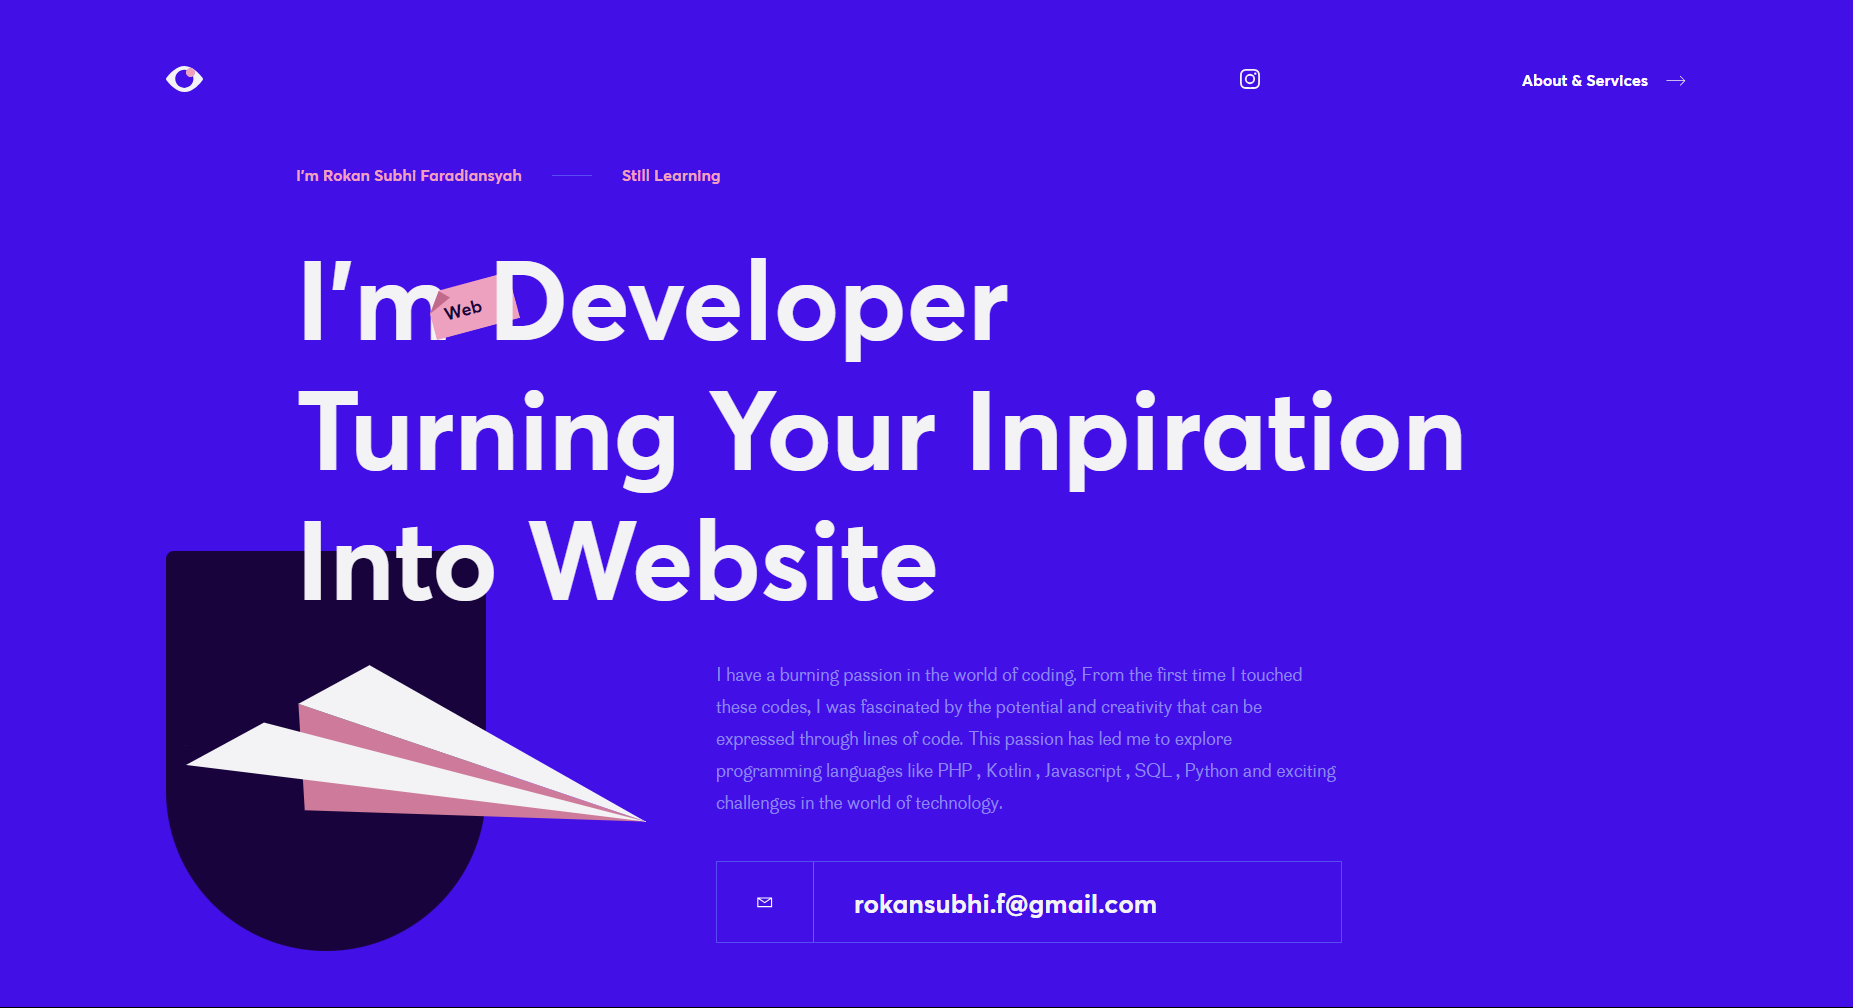 About & Services
I'm Rokan Subhi Faradiansyah
Still Learning
I'm Web Developer
Turning Your Inpiration
Into Website
I have a burning passion in the world of coding. From the first time I touched
these codes, I was fascinated by the potential and creativity that can be
expressed through lines of code. This passion has led me to explore
programming languages like PHP , Kotlin , Javascript , SQL , Python and exciting
challenges in the world of technology.
rokansubhi.f@gmail.com